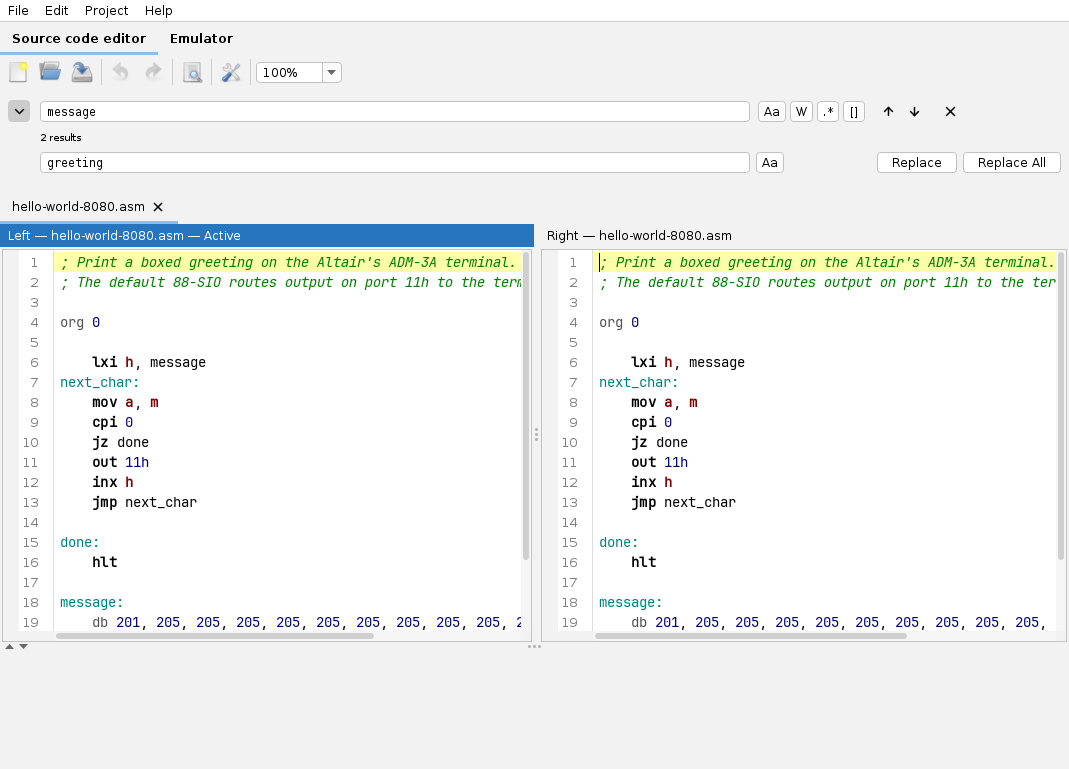 File Edit Project Help
Source code editor Emulator
100%
message Aa W .* []
2 results
greeting Aa Replace Replace All
hello-world-8080.asm
Left — hello-world-8080.asm — Active
1 ; Print a boxed greeting on the Altair's ADM-3A terminal.
2 ; The default 88-SIO routes output on port 11h to the term
3
4 org 0
5
6 lxi h, message
7 next_char:
8 mov a, m
9 cpi 0
10 jz done
11 out 11h
12 inx h
13 jmp next_char
14
15 done:
16 hlt
17
18 message:
19 db 201, 205, 205, 205, 205, 205, 205, 205, 205, 205, 2
Right — hello-world-8080.asm
1 ; Print a boxed greeting on the Altair's ADM-3A terminal.
2 ; The default 88-SIO routes output on port 11h to the ter
3
4 org 0
5
6 lxi h, message
7 next_char:
8 mov a, m
9 cpi 0
10 jz done
11 out 11h
12 inx h
13 jmp next_char
14
15 done:
16 hlt
17
18 message:
19 db 201, 205, 205, 205, 205, 205, 205, 205, 205, 205,